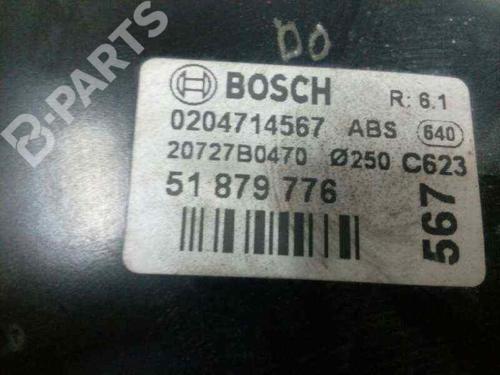 DO
BOSCH R: 6.1
0204714567 ABS 640
20727B0470 Ø250 C623
51 879 776
567
B-PARTS